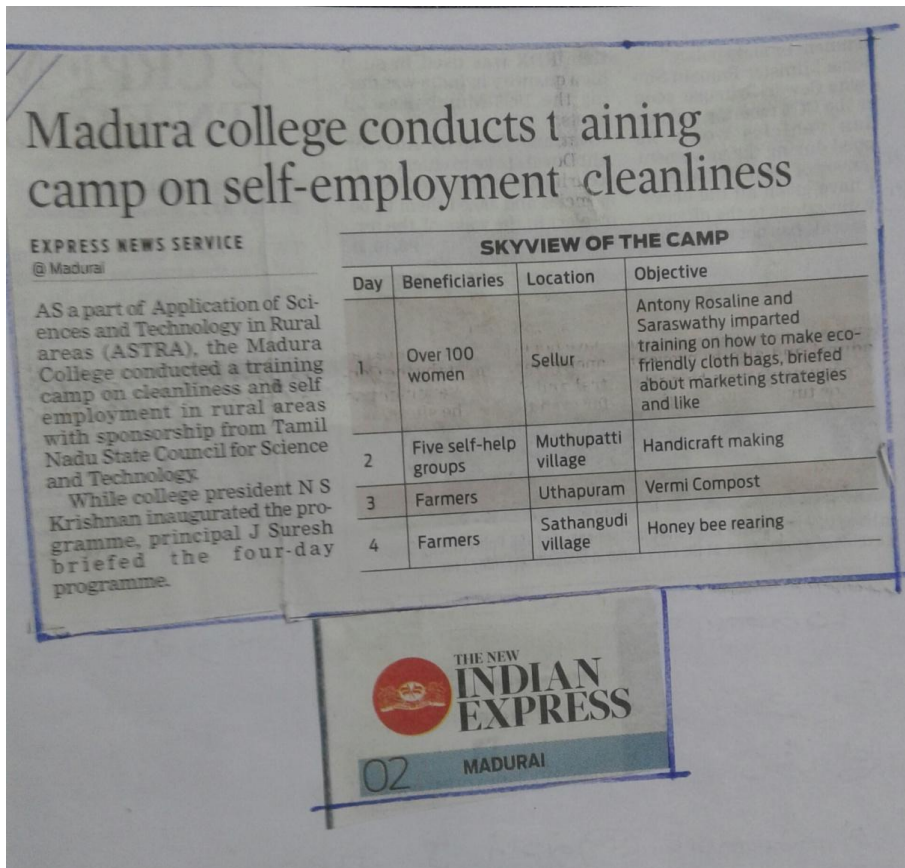 Madura college conducts t aining
camp on self-employment cleanliness
EXPRESS NEWS SERVICE
@ Madurai
AS a part of Application of Sci-
ences and Technology in Rural
areas (ASTRA), the Madura
College conducted a training
camp on cleanliness and self
employment in rural areas
with sponsorship from Tamil
Nadu State Council for Science
and Technology.
While college president N S
Krishnan inaugurated the pro-
gramme, principal J Suresh
briefed the four-day
programme.
SKYVIEW OF THE CAMP
Day Beneficiaries Location Objective
1 Over 100
women
Sellur
Antony Rosaline and
Saraswathy imparted
training on how to make eco-
friendly cloth bags, briefed
about marketing strategies
and like
2 Five self-help
groups
Muthupatti
village
Handicraft making
3 Farmers Uthapuram Vermi Compost
4 Farmers
Sathangudi
village
Honey bee rearing
THE NEW
INDIAN
EXPRESS
02 MADURAI